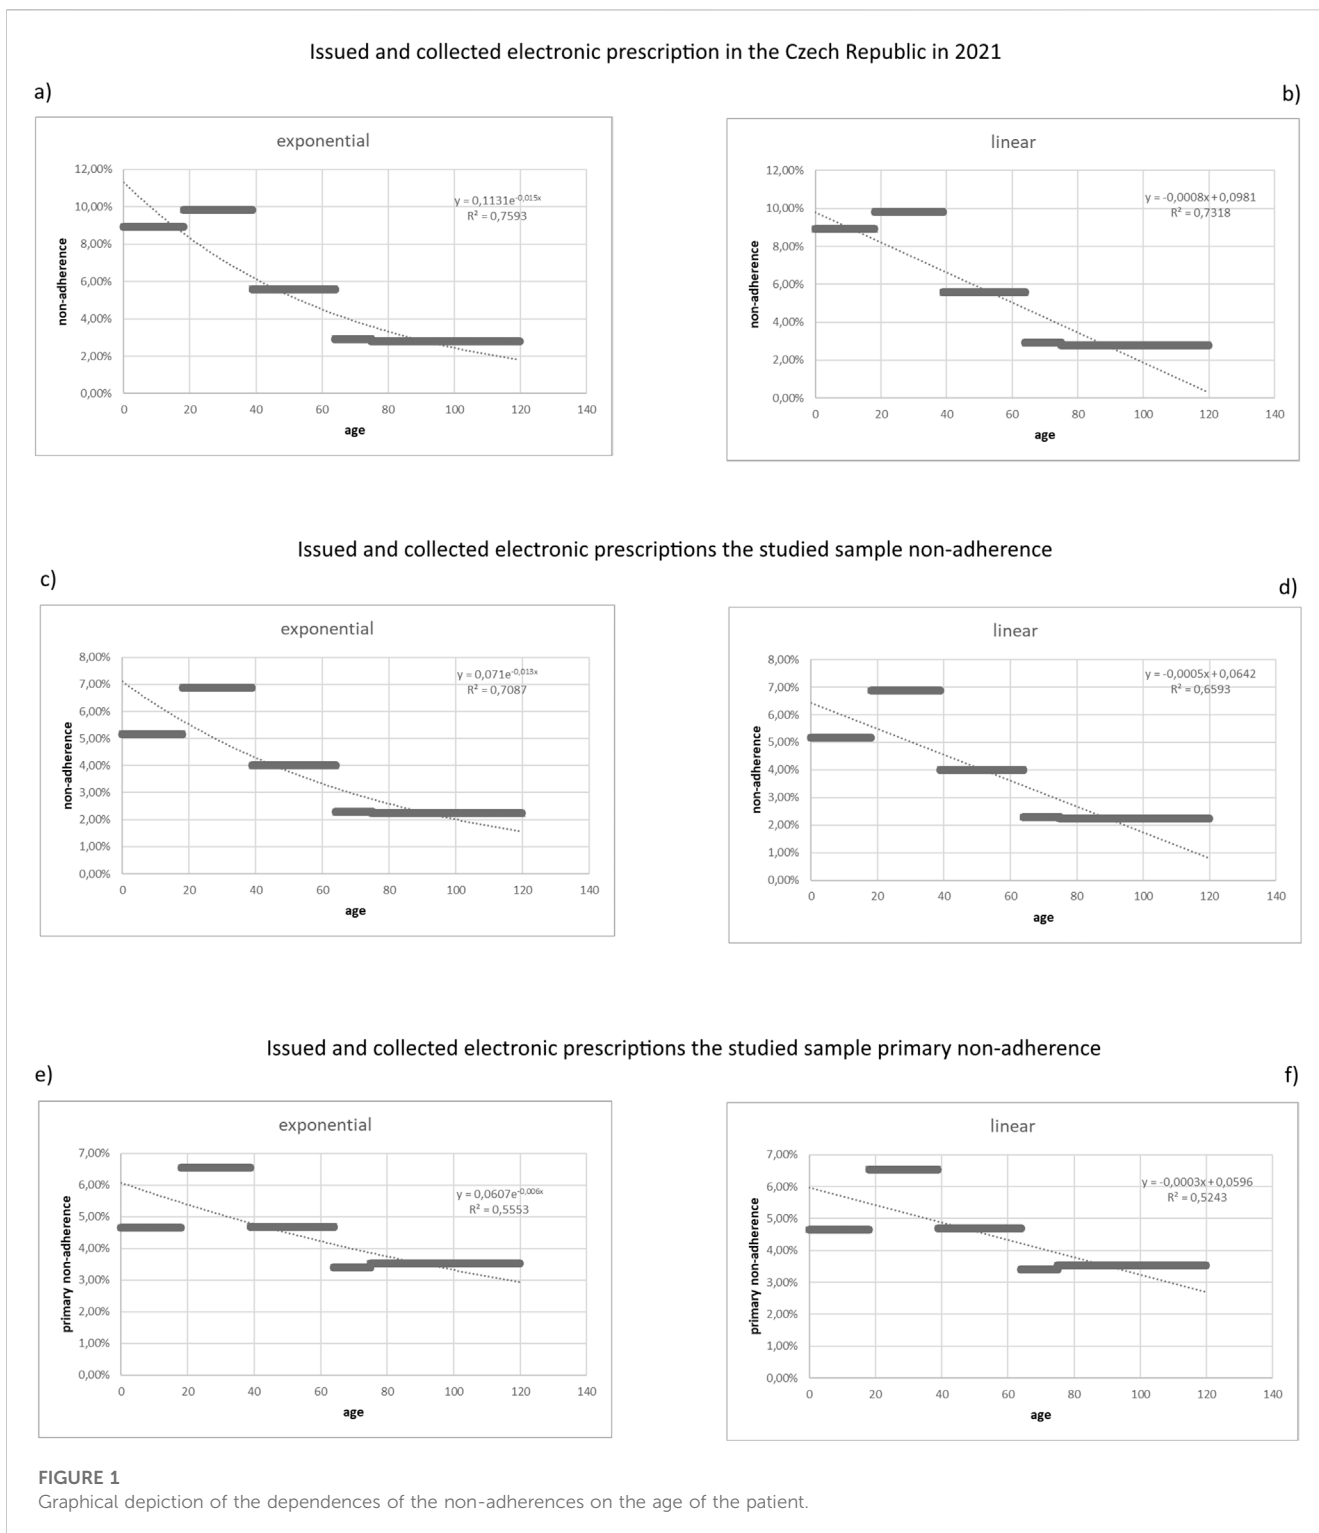 Issued and collected electronic prescription in the Czech Republic in 2021
a)
exponential
12,00%
10,00%
8,00%
6,00%
4,00%
2,00%
0,00%
non-adherence
y = 0,1131e-0,015x
R² = 0,7593
0 20 40 60 80 100 120 140
age
b)
linear
12,00%
10,00%
8,00%
6,00%
4,00%
2,00%
0,00%
non-adherence
y = -0,0008x + 0,0981
R² = 0,7318
0 20 40 60 80 100 120 140
age
Issued and collected electronic prescriptions the studied sample non-adherence
c)
exponential
8,00%
7,00%
6,00%
5,00%
4,00%
3,00%
2,00%
1,00%
0,00%
non-adherence
y = 0,071e-0,013x
R² = 0,7087
0 20 40 60 80 100 120 140
age
d)
linear
8,00%
7,00%
6,00%
5,00%
4,00%
3,00%
2,00%
1,00%
0,00%
non-adherence
y = -0,0005x + 0,0642
R² = 0,6593
0 20 40 60 80 100 120 140
age
Issued and collected electronic prescriptions the studied sample primary non-adherence
e)
exponential
7,00%
6,00%
5,00%
4,00%
3,00%
2,00%
1,00%
0,00%
primary non-adherence
y = 0,0607e-0,006x
R² = 0,5553
0 20 40 60 80 100 120 140
age
f)
linear
7,00%
6,00%
5,00%
4,00%
3,00%
2,00%
1,00%
0,00%
primary non-adherence
y = -0,0003x + 0,0596
R² = 0,5243
0 20 40 60 80 100 120 140
age
FIGURE 1
Graphical depiction of the dependences of the non-adherences on the age of the patient.